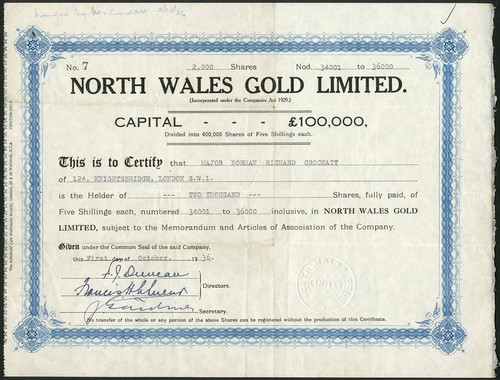 No. 7 2,000 Shares Nod. 34001 to 36000
NORTH WALES GOLD LIMITED.
(Incorporated under the Companies Act 1929.)
CAPITAL - - - £100,000,
Divided into 400,000 Shares of Five Shillings each.
This is to Certify that MAJOR NORMAN RICHARD CROCKATT
of 124, KNIGHTSBRIDGE, LONDON S.W.1.
is the Holder of --- TWO THOUSAND --- Shares, fully paid, of
Five Shillings each, numbered 34001 to 36000 inclusive, in NORTH WALES GOLD
LIMITED, subject to the Memorandum and Articles of Association of the Company.
Given under the Common Seal of the said Company,
this First day of October. 1936.
Duncan
Directors.
Gardner
Secretary.
No transfer of the whole or any portion of the above Shares can be registered without the production of this Certificate.